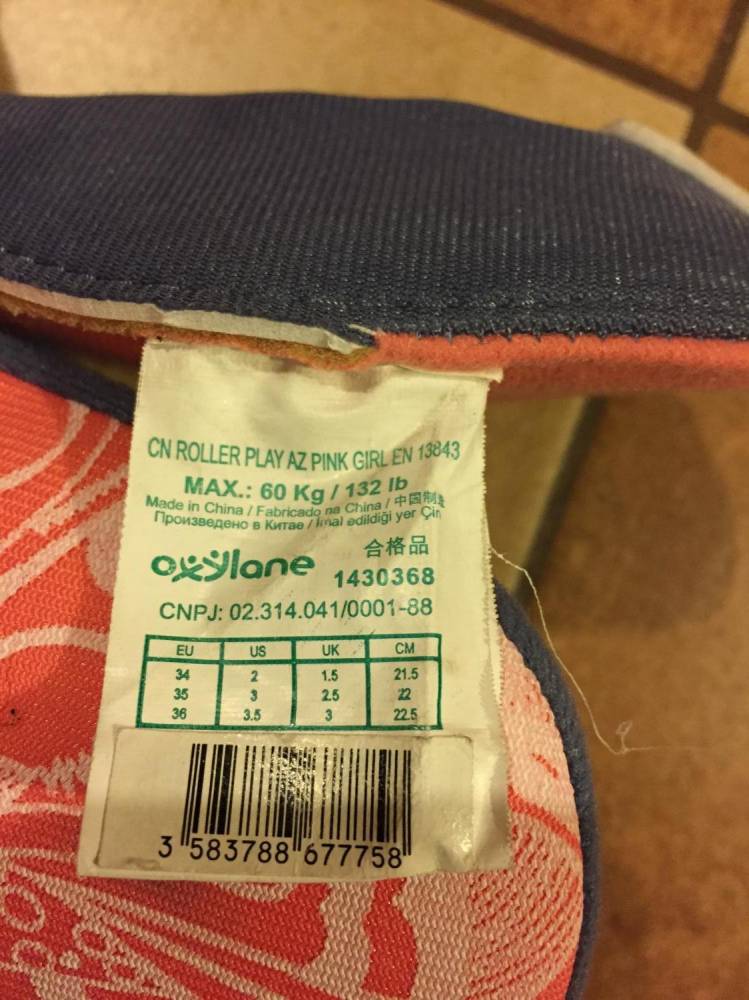 CN ROLLER PLAY AZ PINK GIRL EN 13843
MAX.: 60 Kg / 132 lb
Made in China / Fabricado na China / 中国制造
Произведено в Китае / İmal edildiği yer Çin
oxylane 合格品
1430368
CNPJ: 02.314.041/0001-88
EU US UK CM
34 2 1.5 21.5
35 3 2.5 22
36 3.5 3 22.5
3 583788 677758